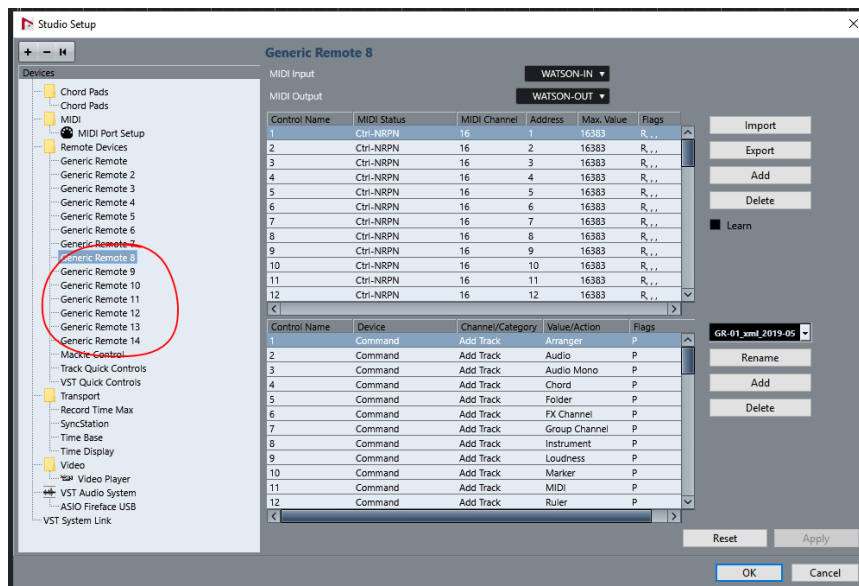 Studio Setup
Generic Remote 8
Devices
Chord Pads
Chord Pads
MIDI
MIDI Port Setup
Remote Devices
Generic Remote
Generic Remote 2
Generic Remote 3
Generic Remote 4
Generic Remote 5
Generic Remote 6
Generic Remote 7
Generic Remote 8
Generic Remote 9
Generic Remote 10
Generic Remote 11
Generic Remote 12
Generic Remote 13
Generic Remote 14
Mackie Control
Track Quick Controls
VST Quick Controls
Transport
Record Time Max
SyncStation
Time Base
Time Display
Video
Video Player
VST Audio System
ASIO Fireface USB
VST System Link
MIDI Input WATSON-IN
MIDI Output WATSON-OUT
Control Name MIDI Status MIDI Channel Address Max. Value Flags
1 Ctrl-NRPN 16 1 16383 R, , ,
2 Ctrl-NRPN 16 2 16383 R, , ,
3 Ctrl-NRPN 16 3 16383 R, , ,
4 Ctrl-NRPN 16 4 16383 R, , ,
5 Ctrl-NRPN 16 5 16383 R, , ,
6 Ctrl-NRPN 16 6 16383 R, , ,
7 Ctrl-NRPN 16 7 16383 R, , ,
8 Ctrl-NRPN 16 8 16383 R, , ,
9 Ctrl-NRPN 16 9 16383 R, , ,
10 Ctrl-NRPN 16 10 16383 R, , ,
11 Ctrl-NRPN 16 11 16383 R, , ,
12 Ctrl-NRPN 16 12 16383 R, , ,
Import
Export
Add
Delete
Learn
Control Name Device Channel/Category Value/Action Flags
1 Command Add Track Arranger P
2 Command Add Track Audio P
3 Command Add Track Audio Mono P
4 Command Add Track Chord P
5 Command Add Track Folder P
6 Command Add Track FX Channel P
7 Command Add Track Group Channel P
8 Command Add Track Instrument P
9 Command Add Track Loudness P
10 Command Add Track Marker P
11 Command Add Track MIDI P
12 Command Add Track Ruler P
GR-01_xml_2019-05
Rename
Add
Delete
Reset
Apply
OK
Cancel